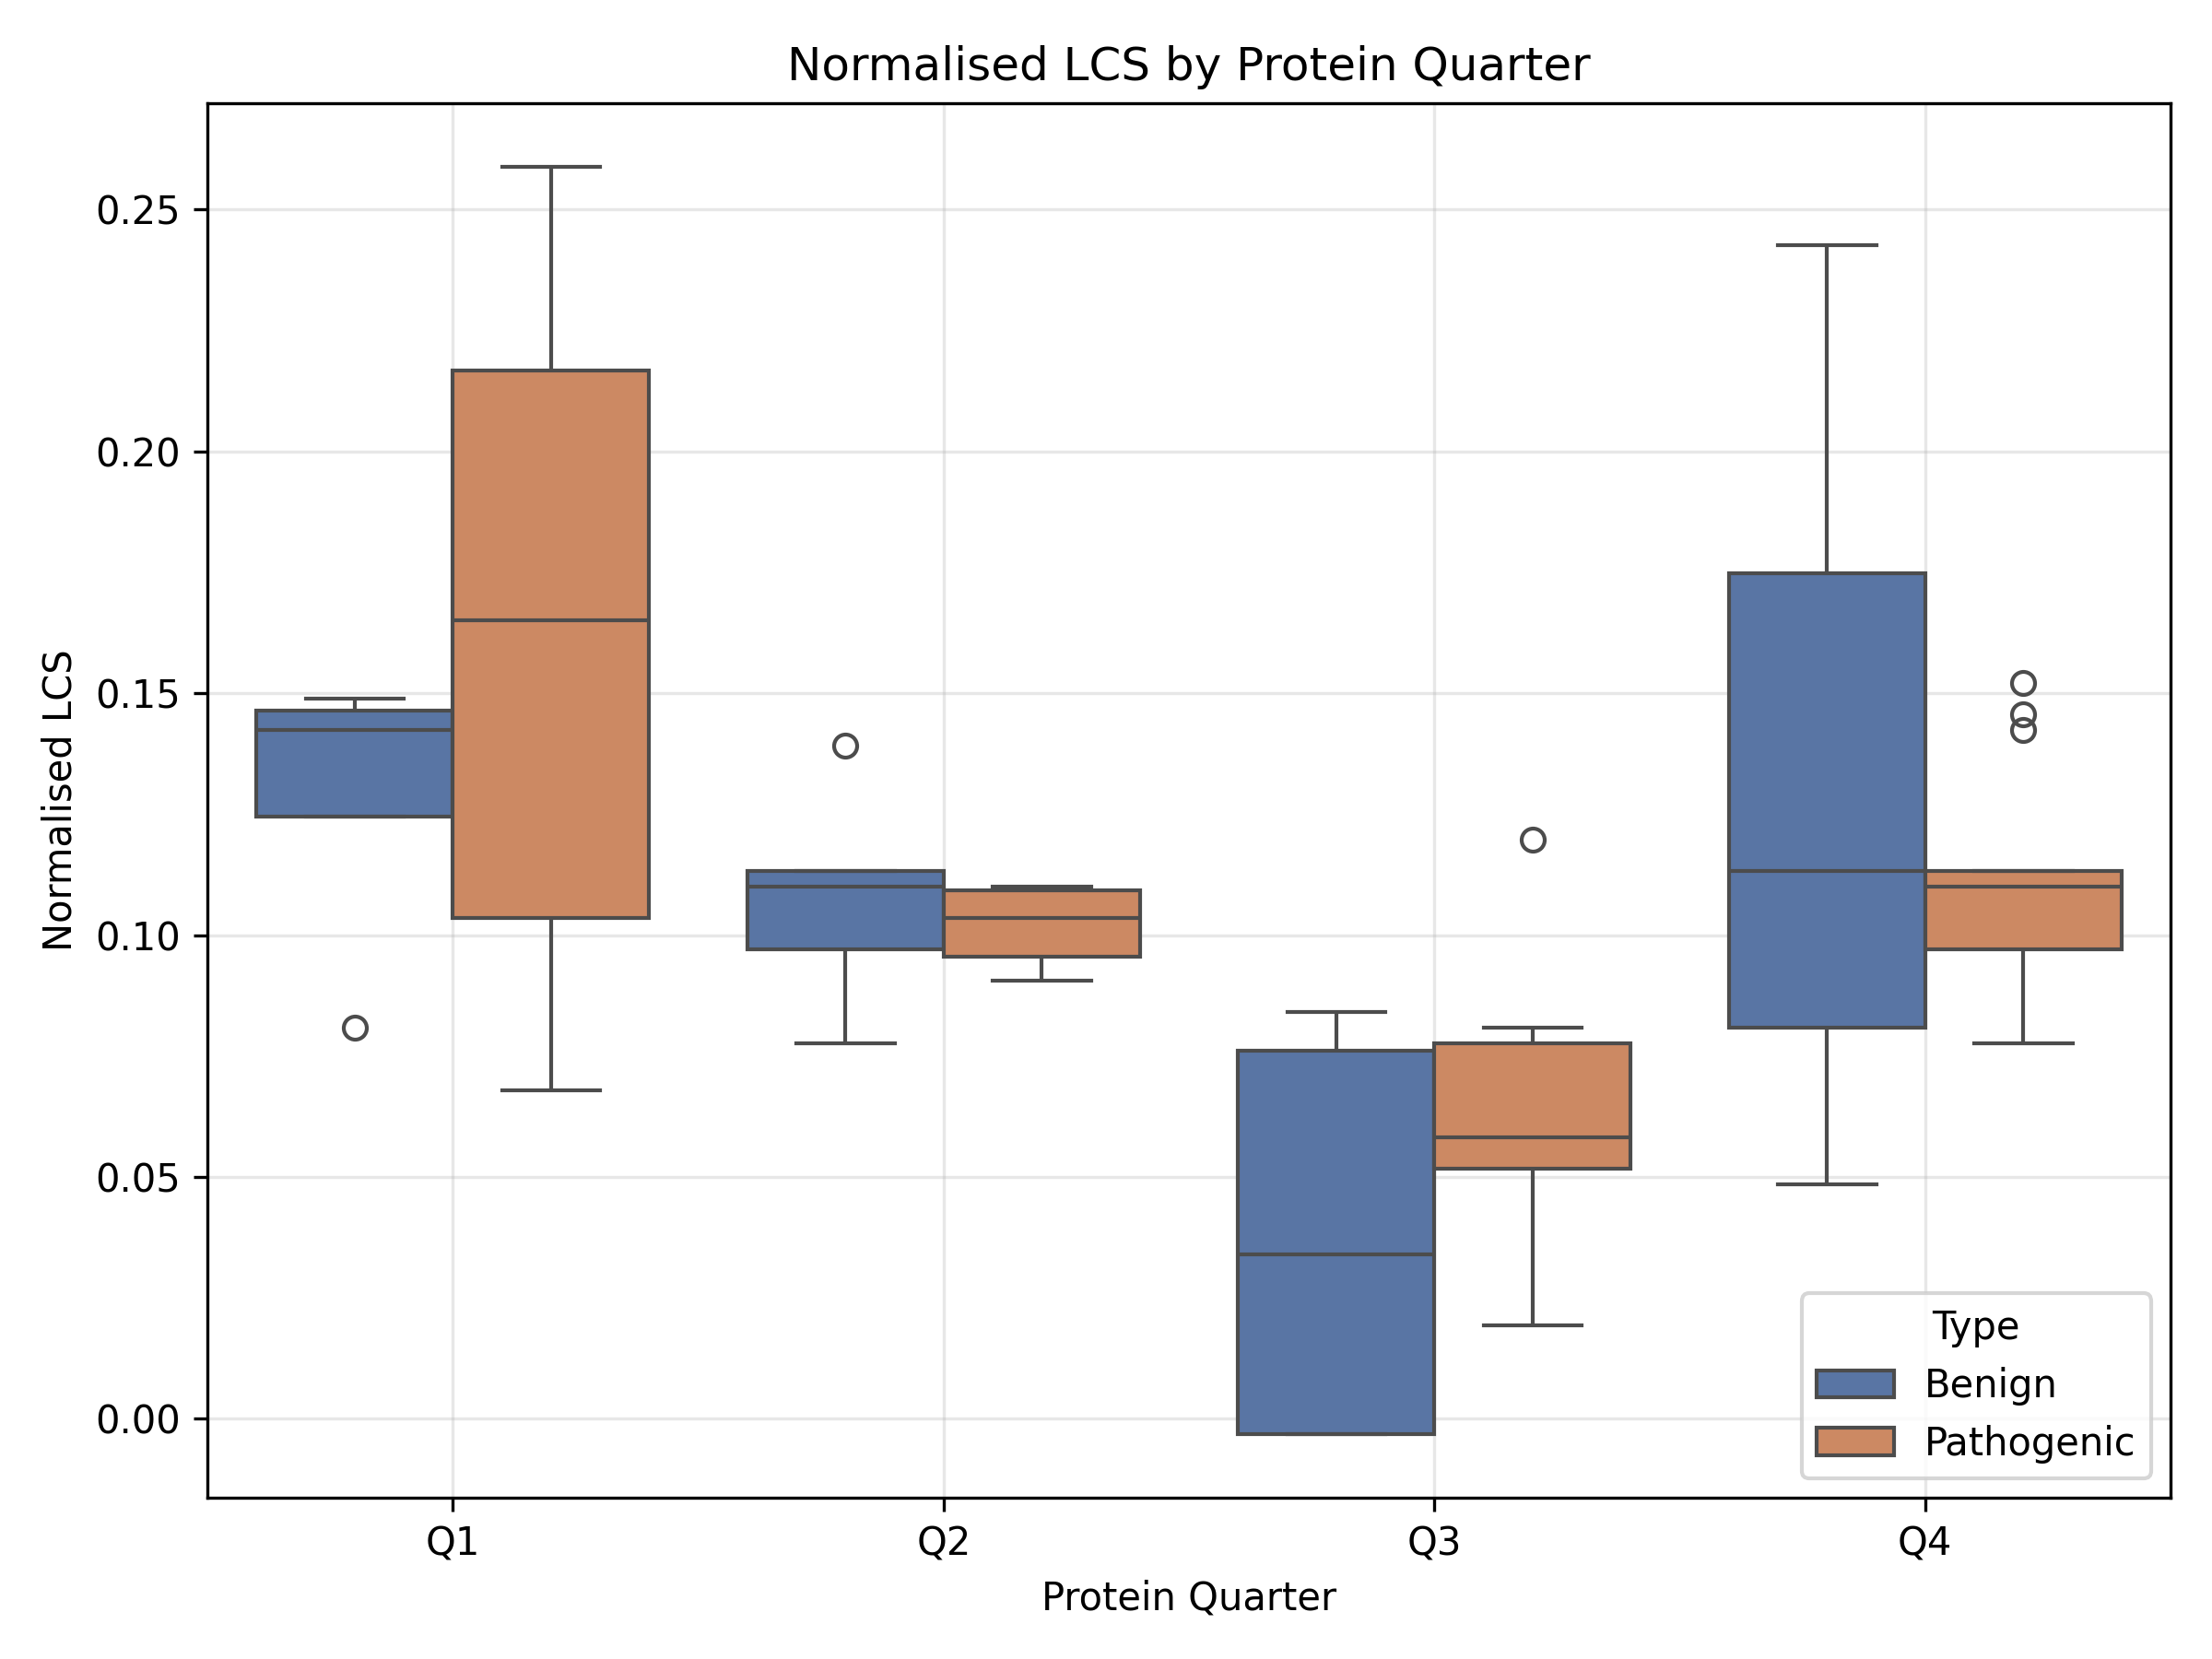 Normalised LCS by Protein Quarter
Normalised LCS
0.25
0.20
0.15
0.10
0.05
0.00
Q1 Q2 Q3 Q4
Protein Quarter
Type
Benign
Pathogenic